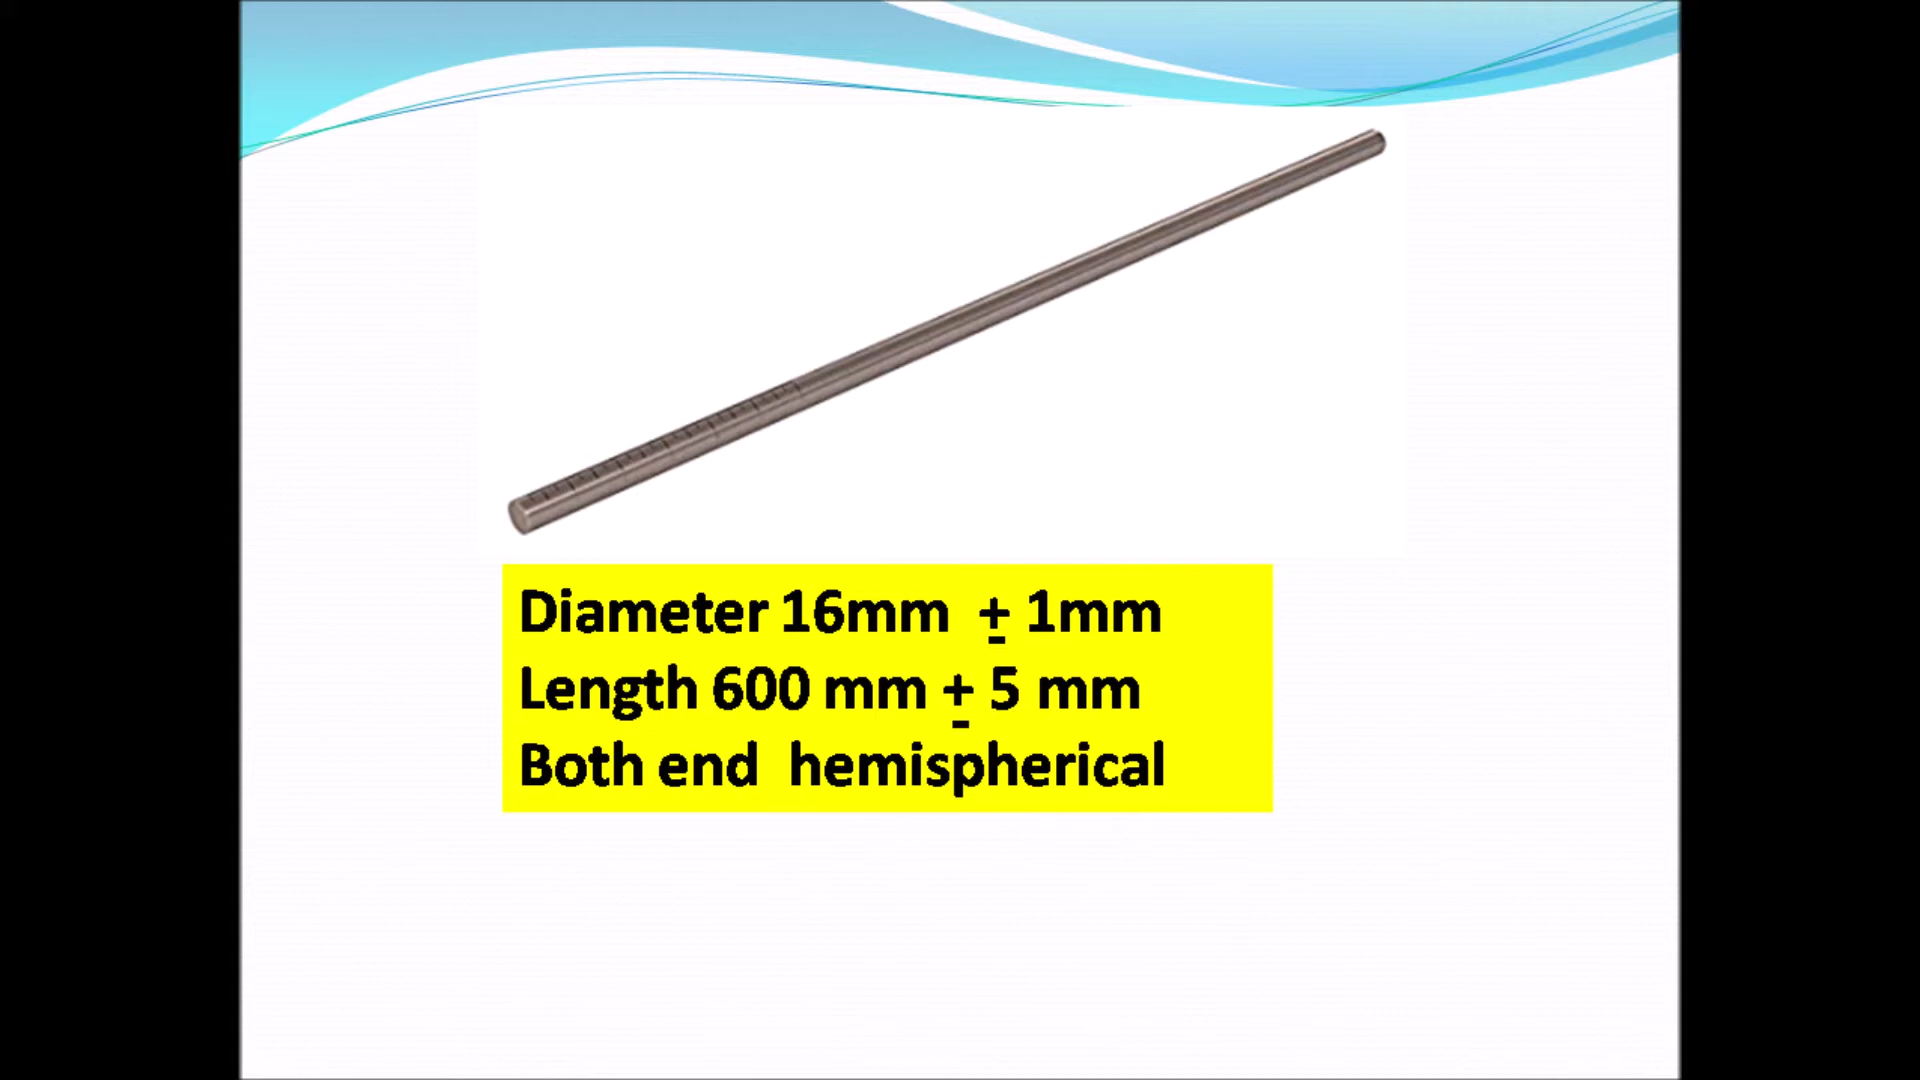 Diameter 16mm ± 1mm
Length 600 mm ± 5 mm
Both end hemispherical